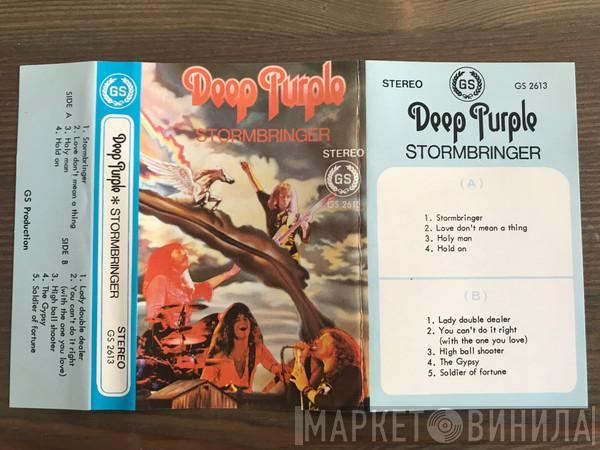 SIDE A
1. Stormbringer
2. Love don't mean a thing
3. Holy man
4. Hold on
SIDE B
1. Lady double dealer
2. You can't do it right
(with the one you love)
3. High ball shooter
4. The Gypsy
5. Soldier of fortune
GS Production
GS
Deep Purple * STORMBRINGER
STEREO
GS 2613
Deep Purple
STORMBRINGER
STEREO
GS
GS 2613
STEREO
GS
GS 2613
Deep Purple
STORMBRINGER
(A)
1. Stormbringer
2. Love don't mean a thing
3. Holy man
4. Hold on
(B)
1. Lady double dealer
2. You can't do it right
(with the one you love)
3. High ball shooter
4. The Gypsy
5. Soldier of fortune
МАРКЕТ ВИНИЛА